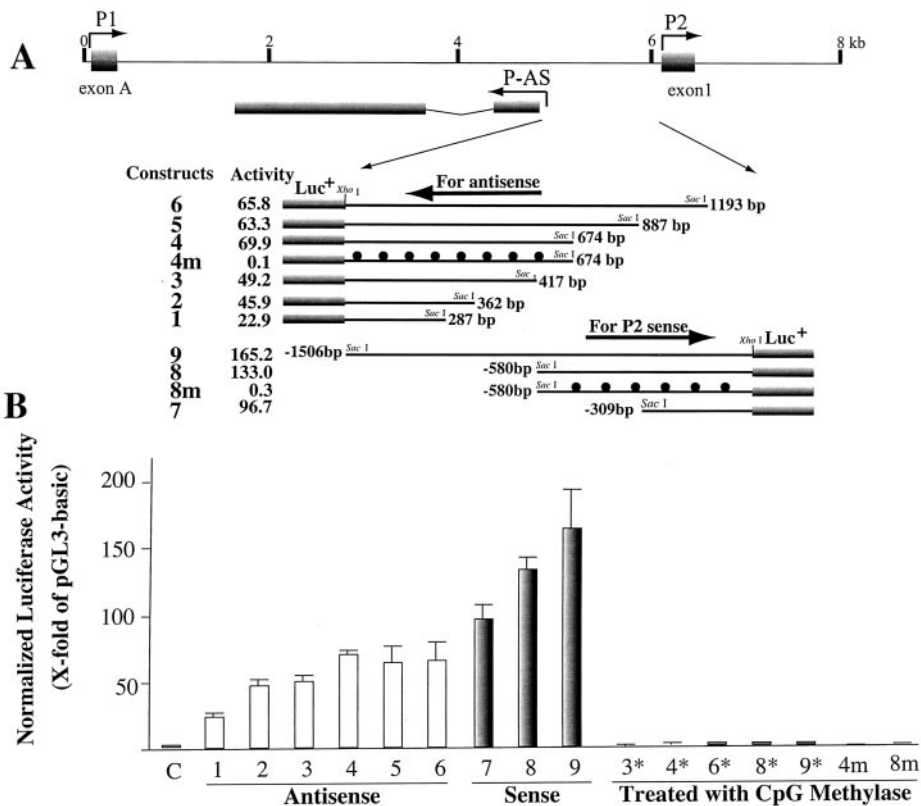 A
P1
P2
0
2
4
6
8 kb
exon A
P-AS
exon1
Constructs Activity Luc+ Xho I For antisense
6 65.8 Sac I 1193 bp
5 63.3 Sac I 887 bp
4 69.9 Sac I 674 bp
4m 0.1 Sac I 674 bp
3 49.2 Sac I 417 bp
2 45.9 Sac I 362 bp
1 22.9 Sac I 287 bp
For P2 sense
9 165.2 -1506bp Sac I Xho I Luc+
8 133.0 -580bp Sac I
8m 0.3 -580bp Sac I
7 96.7 -309bp Sac I
B
Normalized Luciferase Activity
(X-fold of pGL3-basic)
200
150
100
50
C 1 2 3 4 5 6 7 8 9 3* 4* 6* 8* 9* 4m 8m
Antisense Sense Treated with CpG Methylase